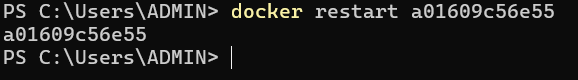 PS C:\Users\ADMIN> docker restart a01609c56e55
a01609c56e55
PS C:\Users\ADMIN>